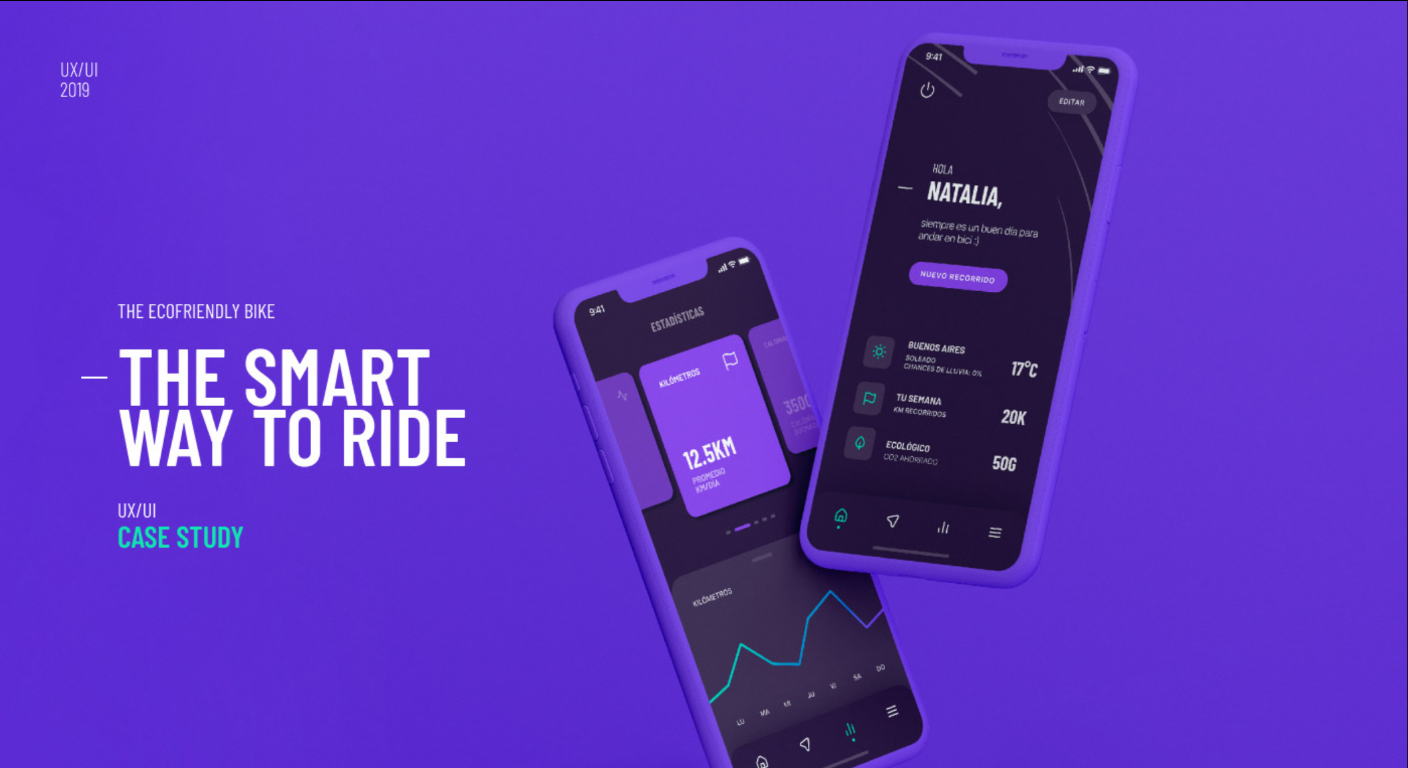 UX/UI
2019
THE ECOFRIENDLY BIKE
THE SMART
WAY TO RIDE
UX/UI
CASE STUDY
9:41
ESTADÍSTICAS
KILÓMETROS
12.5KM
PROMEDIO
KM/DIA
KILÓMETROS
LU MA MI JU VI SA DO
9:41
EDITAR
HOLA
NATALIA,
siempre es un buen día para
andar en bici :)
NUEVO RECORRIDO
BUENOS AIRES
SOLEADO
CHANCES DE LLUVIA: 0%
17°C
TU SEMANA
KM RECORRIDOS
20K
ECOLÓGICO
CO2 AHORRADO
50G